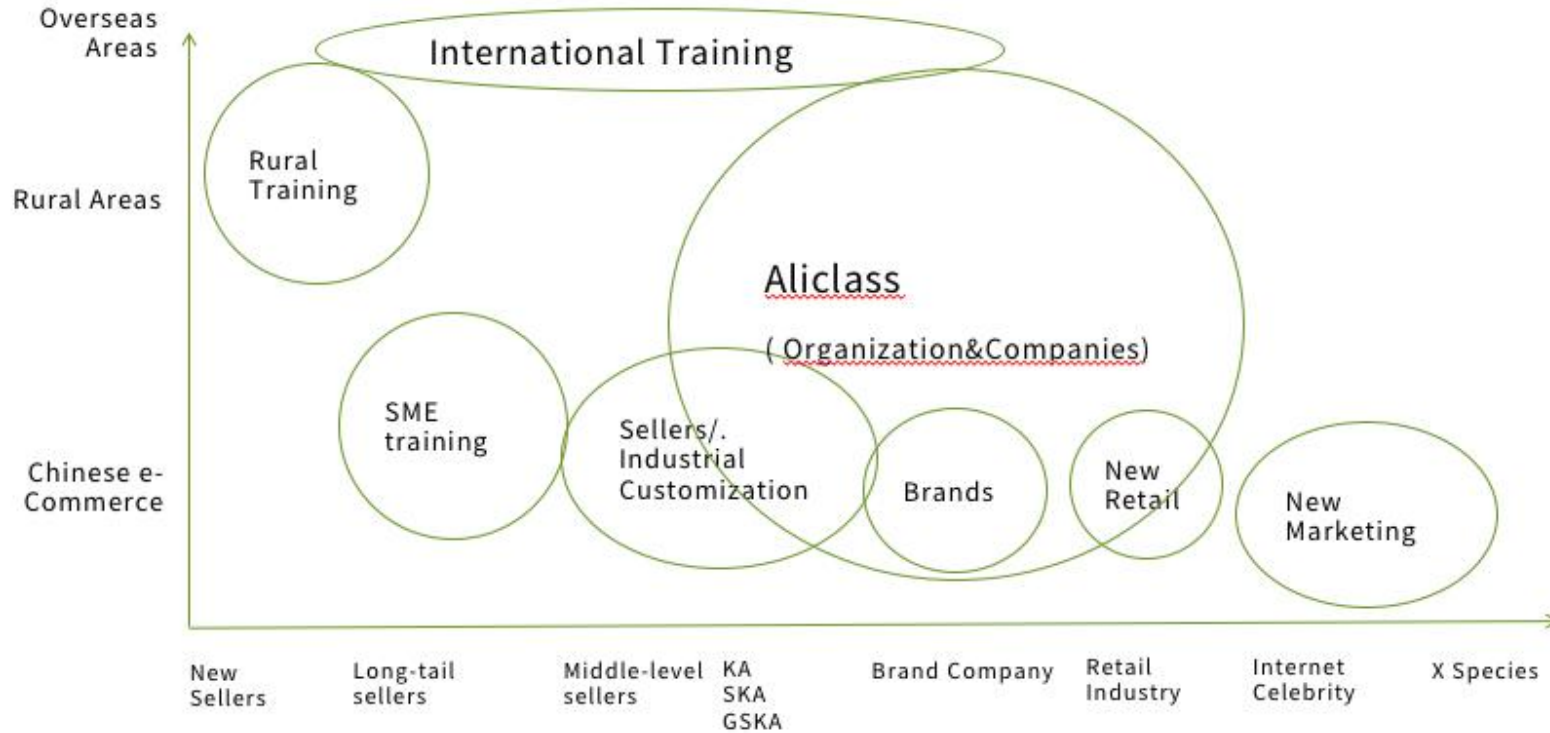 Overseas
Areas
International Training
Rural
Training
Rural Areas
Aliclass
( Organization&Companies)
SME
training
Sellers/.
Industrial
Customization
Chinese e-
Commerce
Brands
New
Retail
New
Marketing
New
Sellers
Long-tail
sellers
Middle-level
sellers
KA
SKA
GSKA
Brand Company
Retail
Industry
Internet
Celebrity
X Species